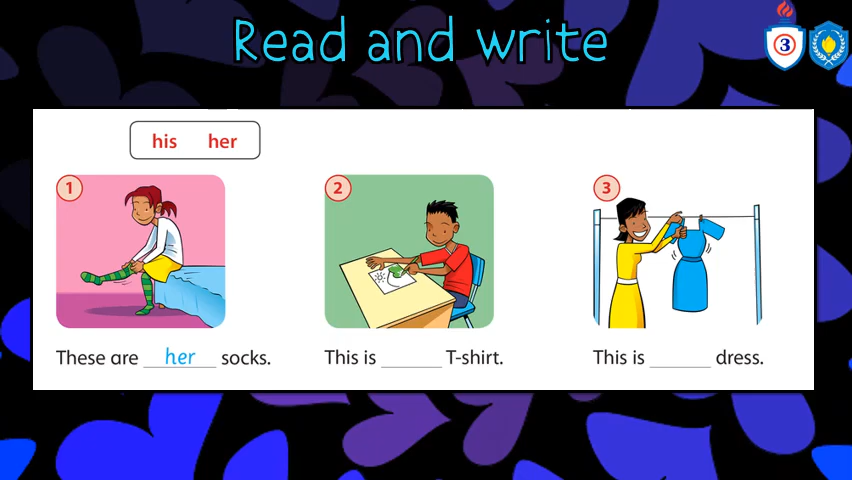 Read and write
3
his her
1
2
3
These are her socks.
This is ______ T-shirt.
This is ______ dress.